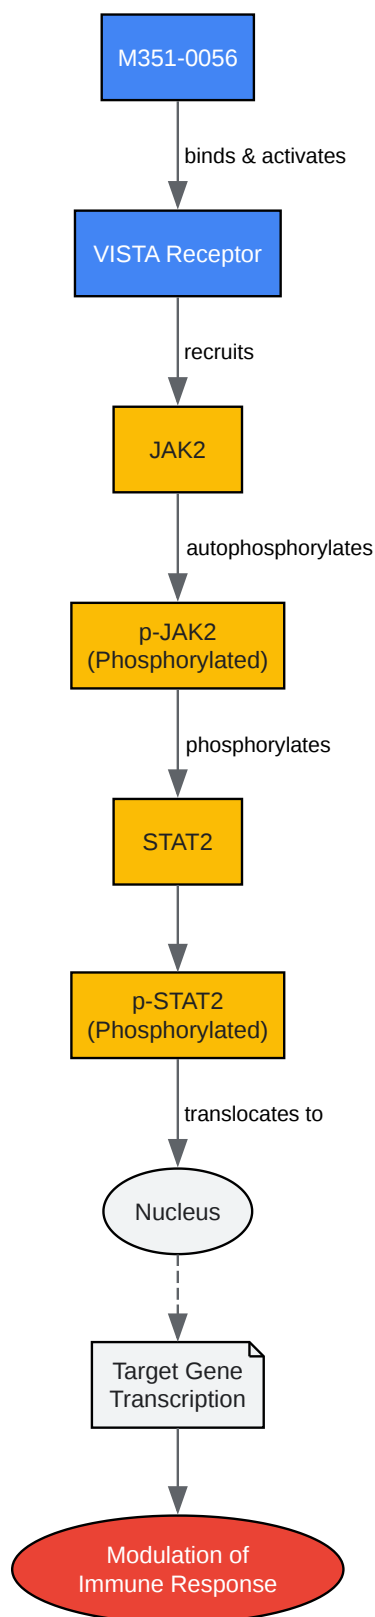 M351-0056
binds & activates
VISTA Receptor
recruits
JAK2
autophosphorylates
p-JAK2
(Phosphorylated)
phosphorylates
STAT2
p-STAT2
(Phosphorylated)
translocates to
Nucleus
Target Gene
Transcription
Modulation of
Immune Response